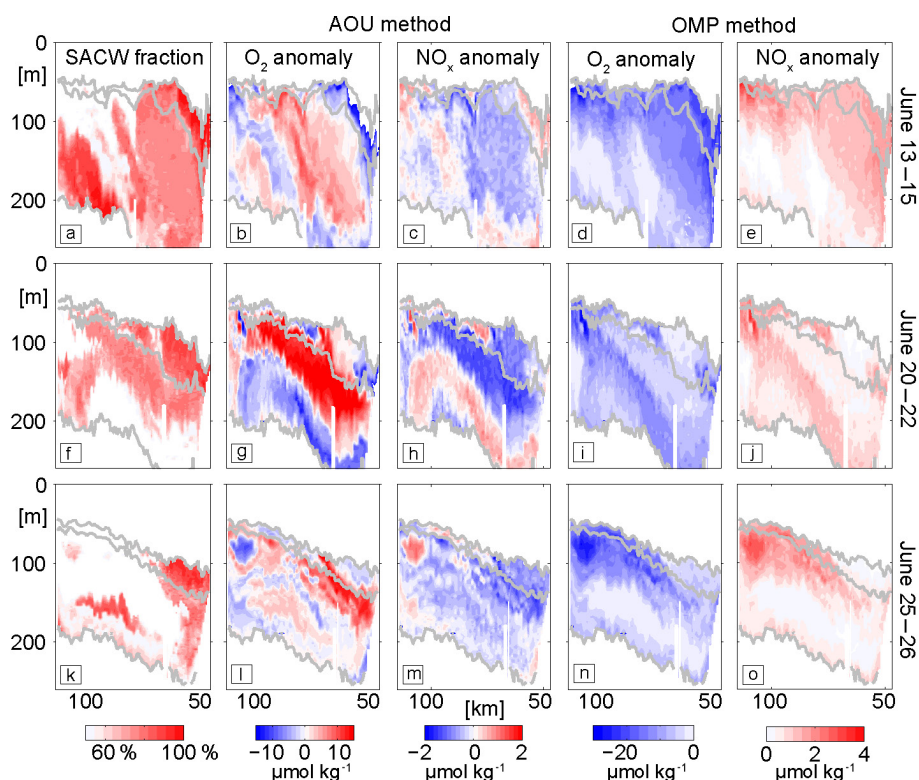 AOU method OMP method
SACW fraction O₂ anomaly NOₓ anomaly O₂ anomaly NOₓ anomaly
0
[m]
100
200
a b c d e
June 13–15
0
[m]
100
200
f g h i j
June 20–22
0
[m]
100
200
k l m n o
June 25–26
100 50 100 50 [km] 100 50 100 50
60 % 100 % −10 0 10 −2 0 2 −20 0 0 2 4
µmol kg⁻¹ µmol kg⁻¹ µmol kg⁻¹ µmol kg⁻¹